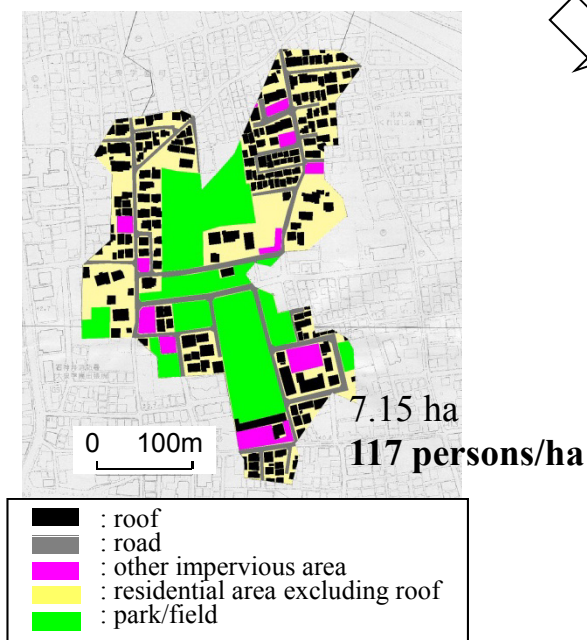 7.15 ha
0 100m
117 persons/ha
: roof
: road
: other impervious area
: residential area excluding roof
: park/field